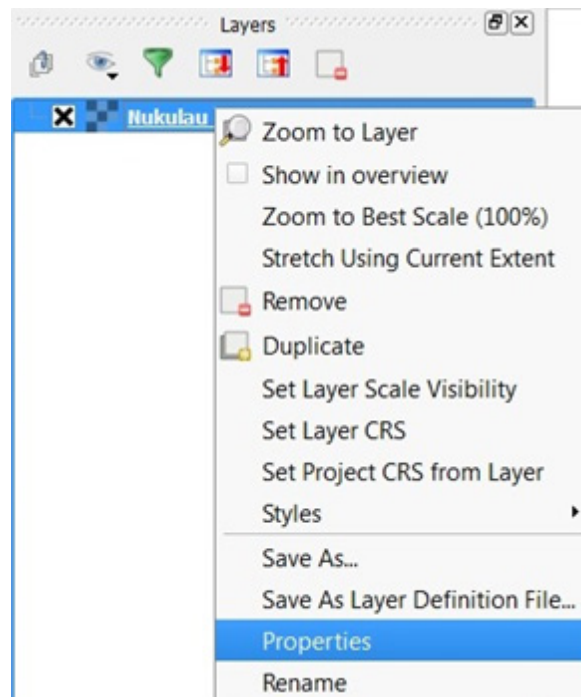 Layers
Nukulau
Zoom to Layer
Show in overview
Zoom to Best Scale (100%)
Stretch Using Current Extent
Remove
Duplicate
Set Layer Scale Visibility
Set Layer CRS
Set Project CRS from Layer
Styles
Save As...
Save As Layer Definition File...
Properties
Rename